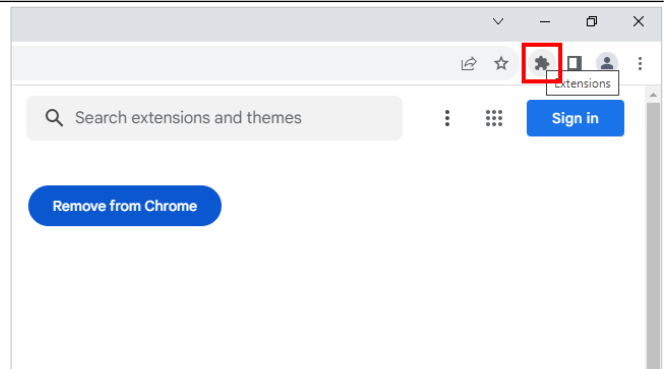 Extensions
Search extensions and themes
Sign in
Remove from Chrome